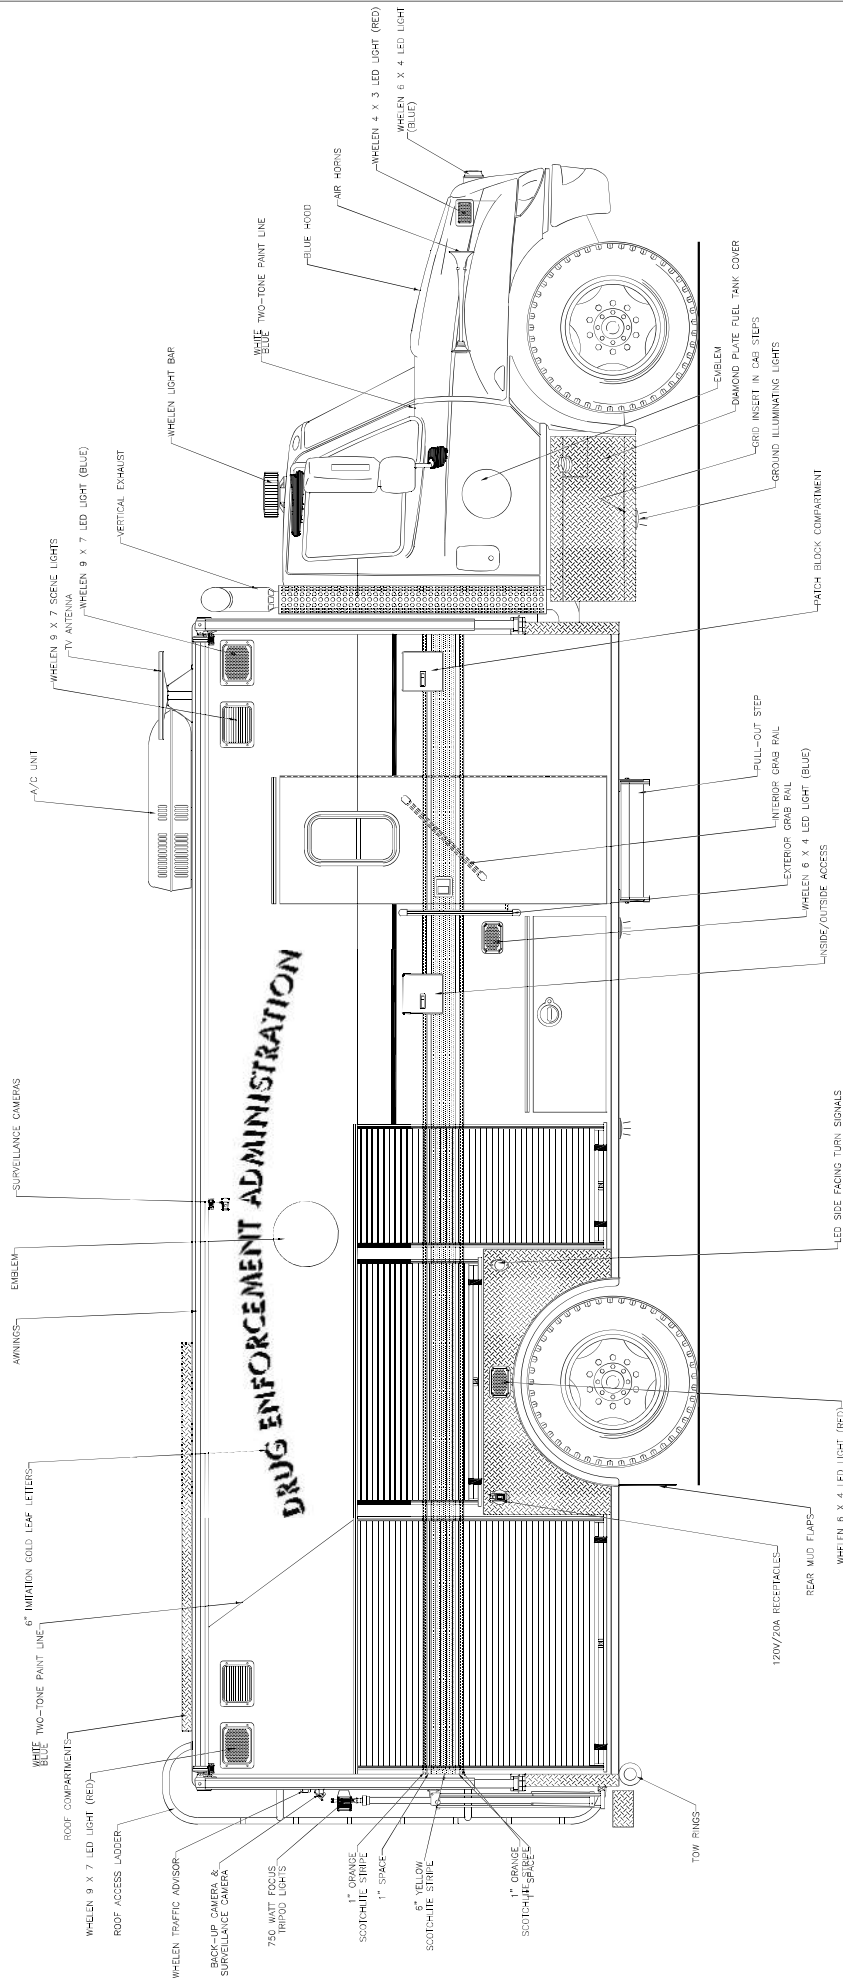 WHELEN 4 X 3 LED LIGHT (RED)
WHELEN 6 X 4 LED LIGHT
(BLUE)
AIR HORNS
BLUE HOOD
WHITE TWO-TONE PAINT LINE
BLUE
WHELEN LIGHT BAR
VERTICAL EXHAUST
WHELEN 9 X 7 LED LIGHT (BLUE)
TV ANTENNA
WHELEN 9 X 7 SCENE LIGHTS
A/C UNIT
SURVEILLANCE CAMERAS
EMBLEM
AWNINGS
6" IMITATION GOLD LEAF LETTERS
WHITE TWO-TONE PAINT LINE
BLUE
ROOF COMPARTMENTS
WHELEN 9 X 7 LED LIGHT (RED)
ROOF ACCESS LADDER
WHELEN TRAFFIC ADVISOR
BACK-UP CAMERA &
SURVEILLANCE CAMERA
750 WATT FOCUS
TRIPOD LIGHTS
1" ORANGE
SCOTCHLITE STRIPE
1" SPACE
6" YELLOW
SCOTCHLITE STRIPE
1" ORANGE
SCOTCHLITE STRIPE
1" SPACE
TOW RINGS
120V/20A RECEPTACLES
REAR MUD FLAPS
WHELEN 6 X 4 LED LIGHT (RED)
LED SIDE FACING TURN SIGNALS
INSIDE/OUTSIDE ACCESS
WHELEN 6 X 4 LED LIGHT (BLUE)
EXTERIOR GRAB RAIL
INTERIOR GRAB RAIL
PULL-OUT STEP
PATCH BLOCK COMPARTMENT
GROUND ILLUMINATING LIGHTS
GRID INSERT IN CAB STEPS
DIAMOND PLATE FUEL TANK COVER
EMBLEM
DRUG ENFORCEMENT ADMINISTRATION